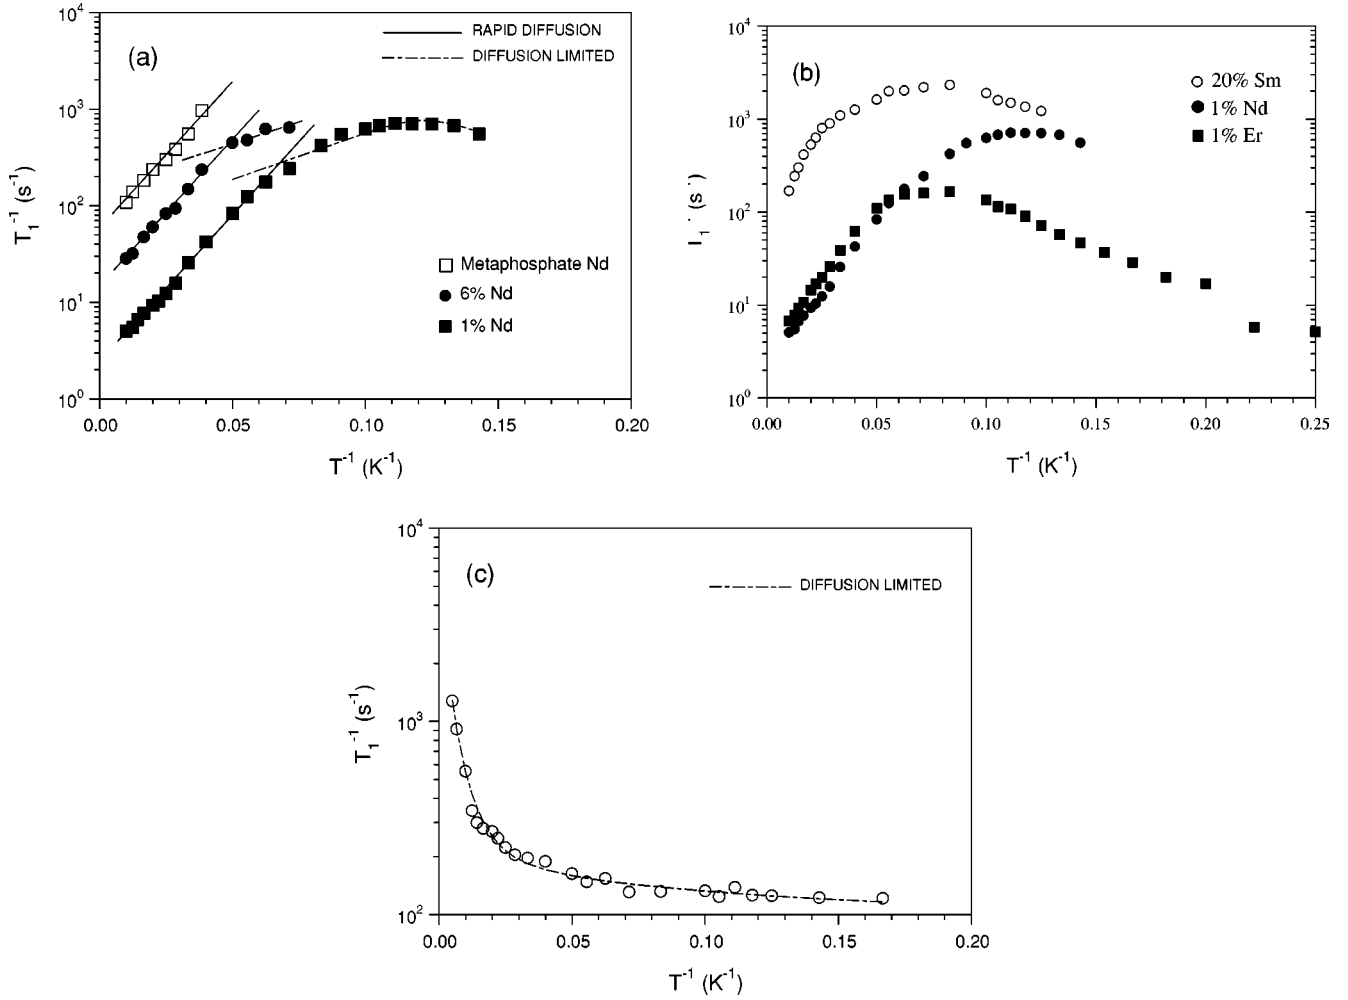 (a)
RAPID DIFFUSION
DIFFUSION LIMITED
10⁴
10³
10²
10¹
10⁰
T₁⁻¹ (s⁻¹)
Metaphosphate Nd
6% Nd
1% Nd
0.00 0.05 0.10 0.15 0.20
T⁻¹ (K⁻¹)
(b)
20% Sm
1% Nd
1% Er
10⁴
10³
10²
10¹
10⁰
0.00 0.05 0.10 0.15 0.20 0.25
T⁻¹ (K⁻¹)
(c)
DIFFUSION LIMITED
10⁴
10³
10²
T₁⁻¹ (s⁻¹)
0.00 0.05 0.10 0.15 0.20
T⁻¹ (K⁻¹)